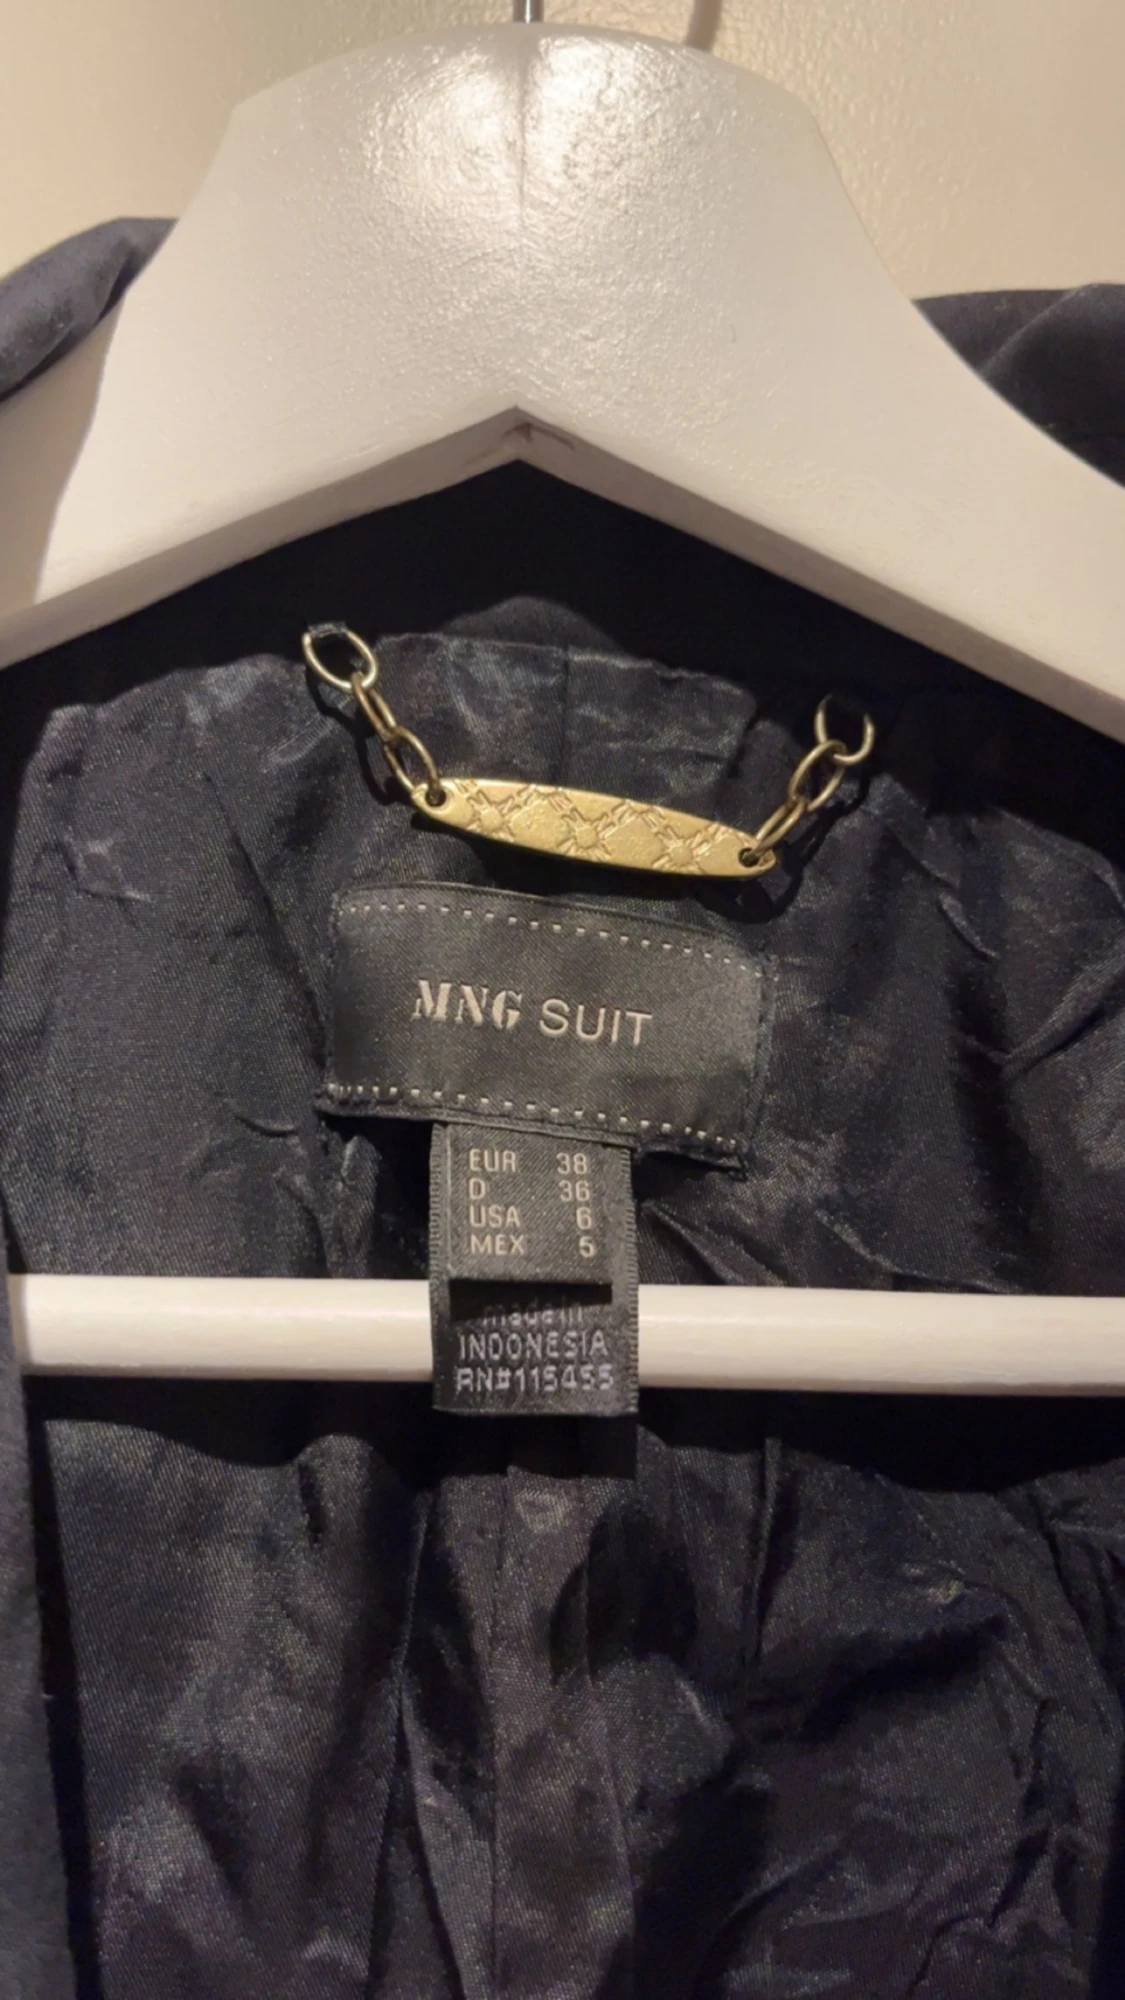 MNG SUIT
EUR 38
D 36
USA 6
MEX 5
made in
INDONESIA
RN#115455